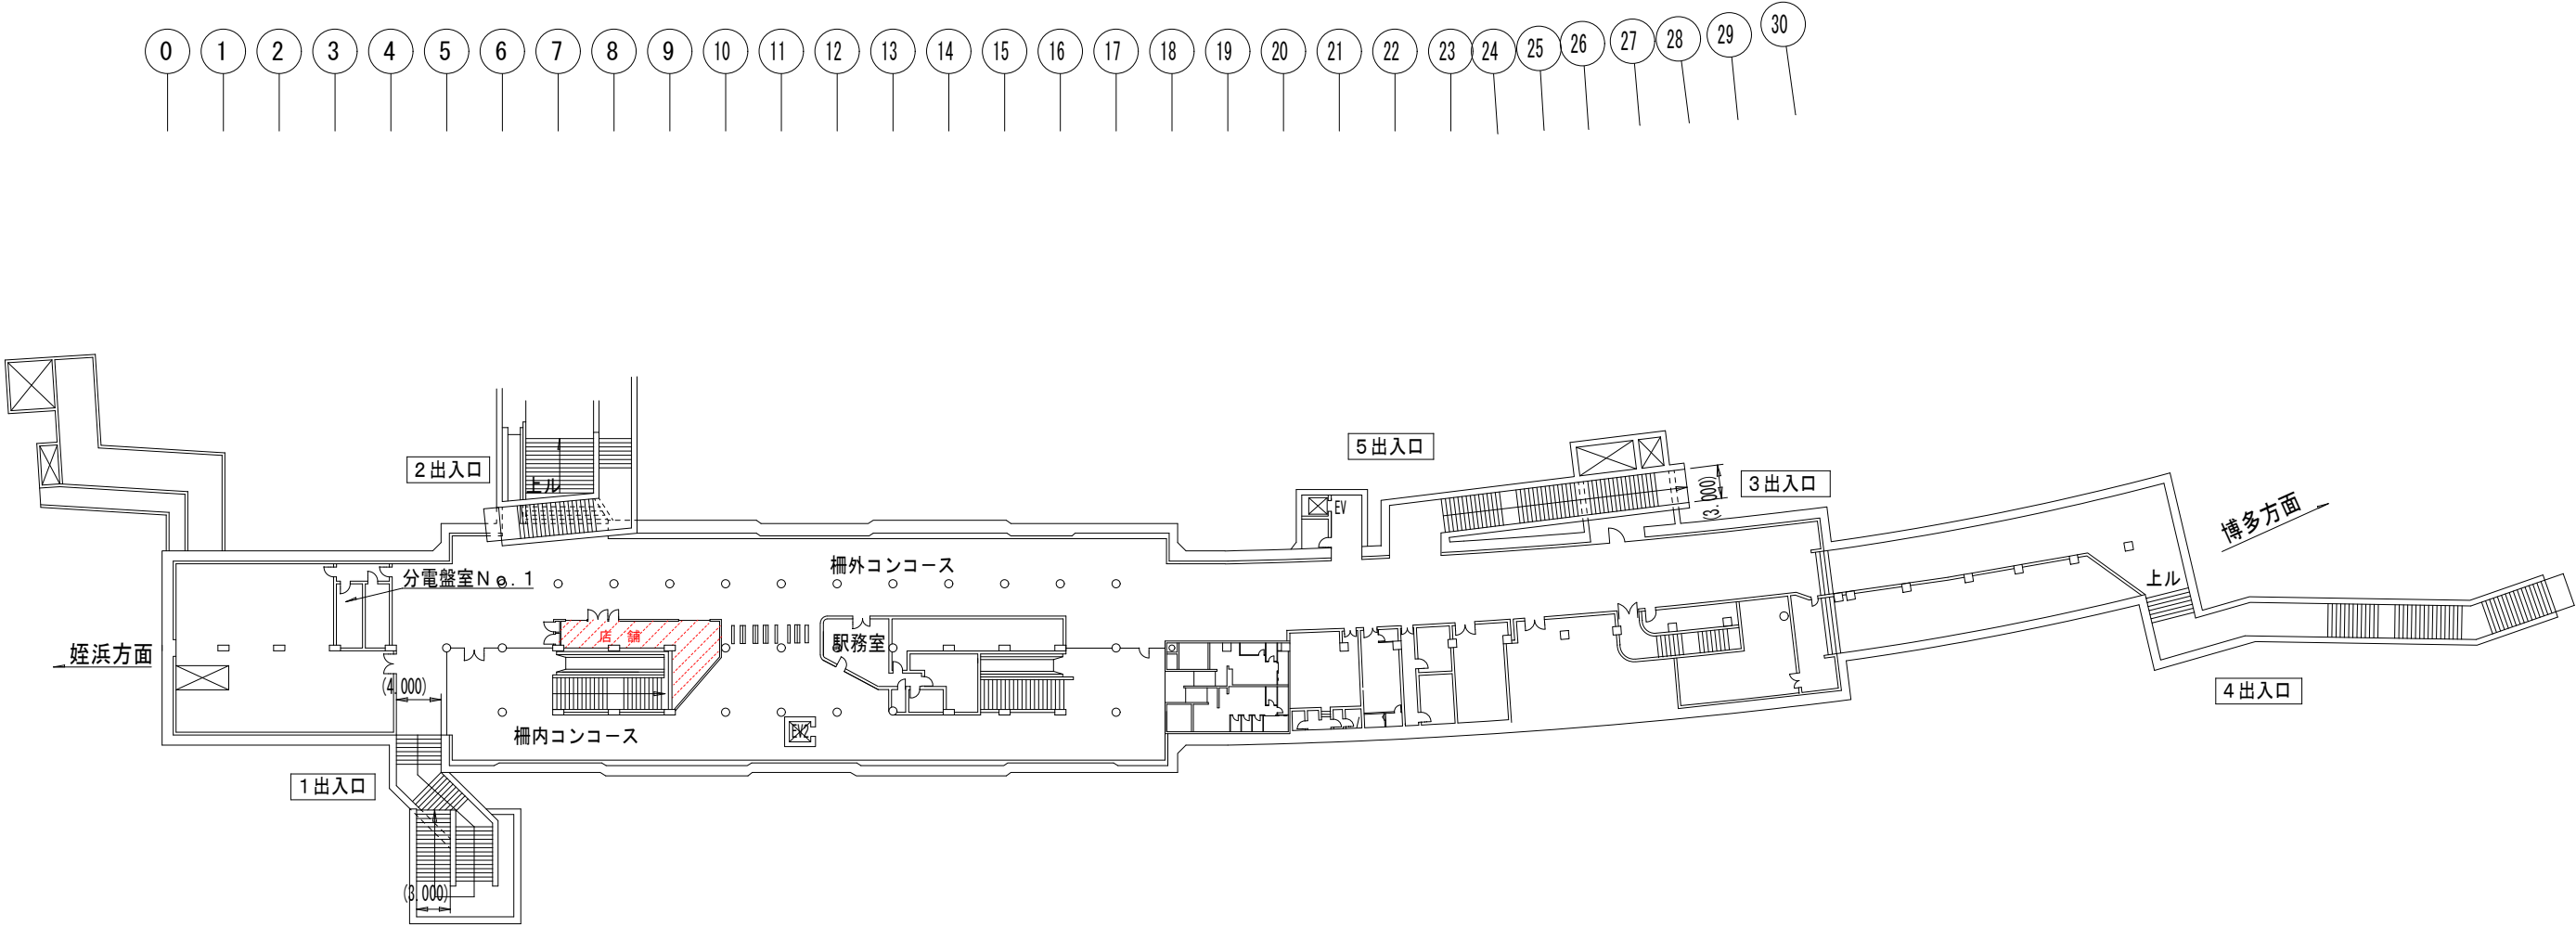 0 1 2 3 4 5 6 7 8 9 10 11 12 13 14 15 16 17 18 19 20 21 22 23 24 25 26 27 28 29 30
5出入口
2出入口
3出入口
上ル
EV
(3.000)
博多方面
柵外コンコース
分電盤室No.1
上ル
店舗
駅務室
姪浜方面
(4.000)
4出入口
柵内コンコース
1出入口
(3.000)